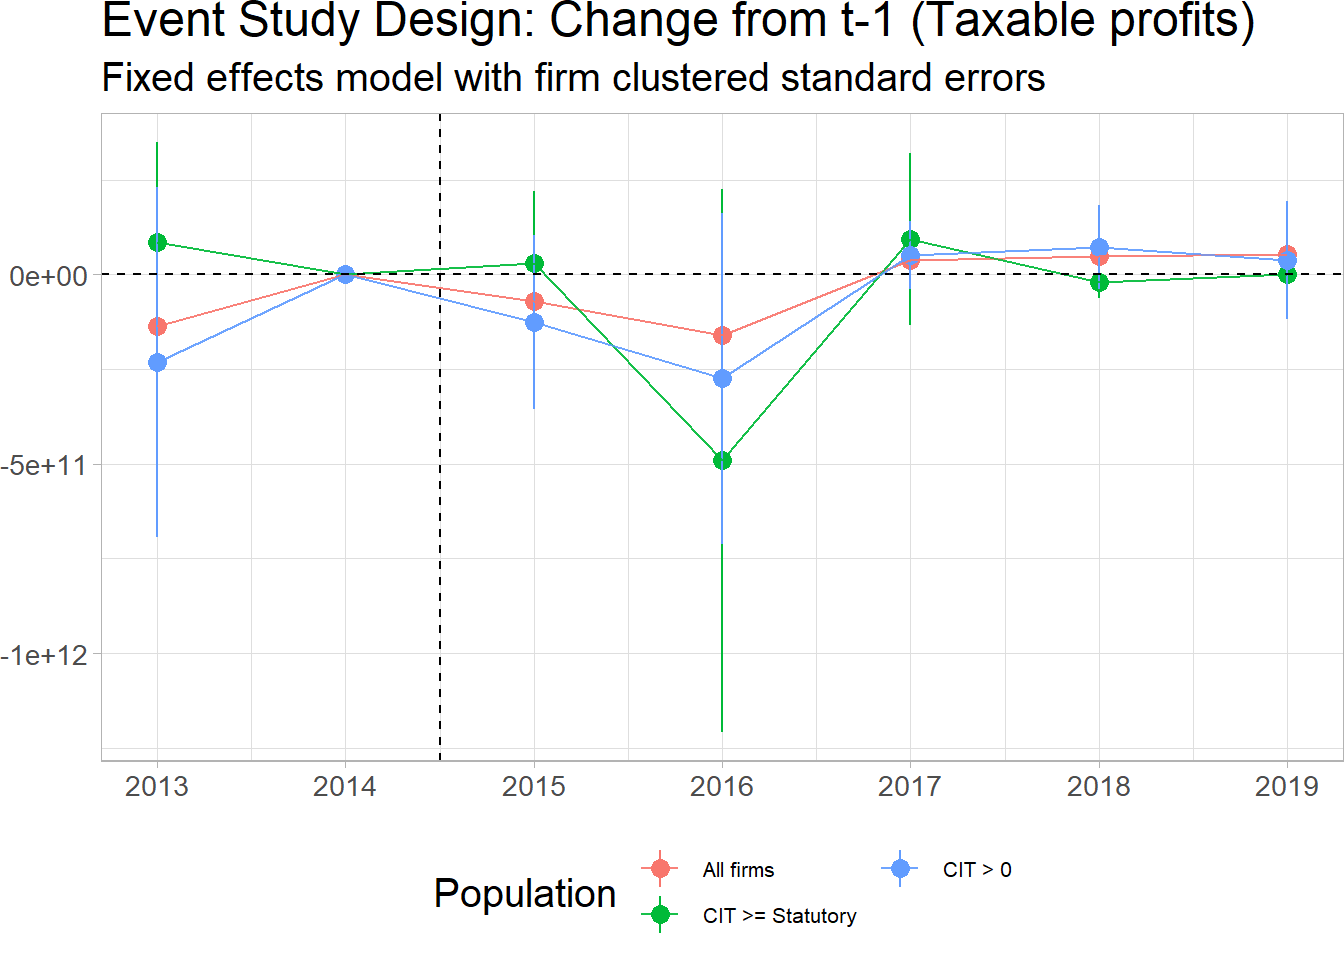 Event Study Design: Change from t-1 (Taxable profits)
Fixed effects model with firm clustered standard errors
0e+00
-5e+11
-1e+12
2013 2014 2015 2016 2017 2018 2019
Population
All firms
CIT > 0
CIT >= Statutory